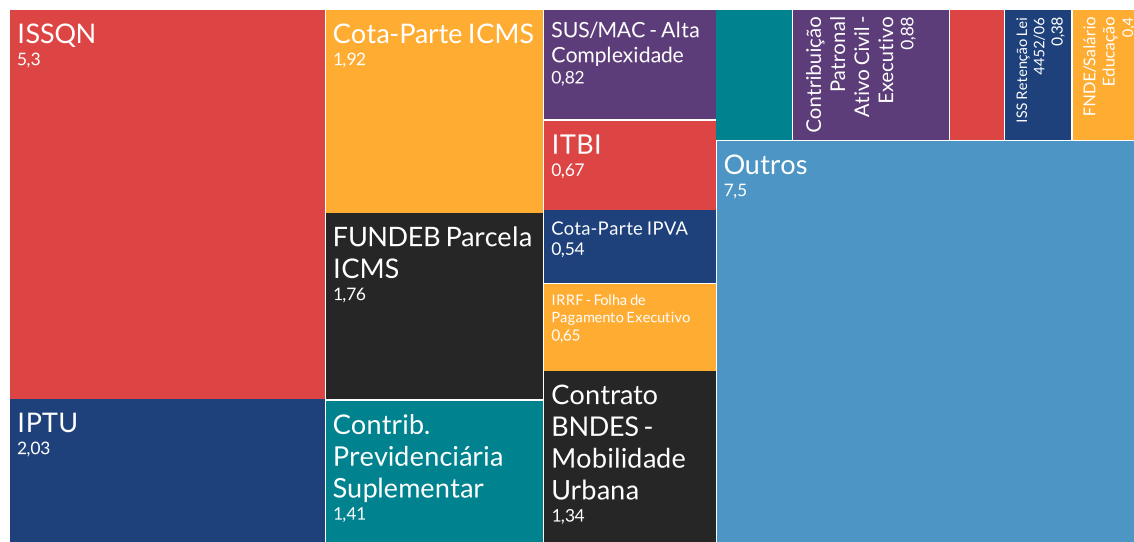 ISSQN
5,3
IPTU
2,03
Cota-Parte ICMS
1,92
FUNDEB Parcela
ICMS
1,76
Contrib.
Previdenciária
Suplementar
1,41
SUS/MAC - Alta
Complexidade
0,82
ITBI
0,67
Cota-Parte IPVA
0,54
IRRF - Folha de
Pagamento Executivo
0,65
Contrato
BNDES -
Mobilidade
Urbana
1,34
Contribuição
Patronal
Ativo Civil -
Executivo
0,88
ISS Retenção Lei
4452/06
0,38
FNDE/Salário
Educação
0,4
Outros
7,5